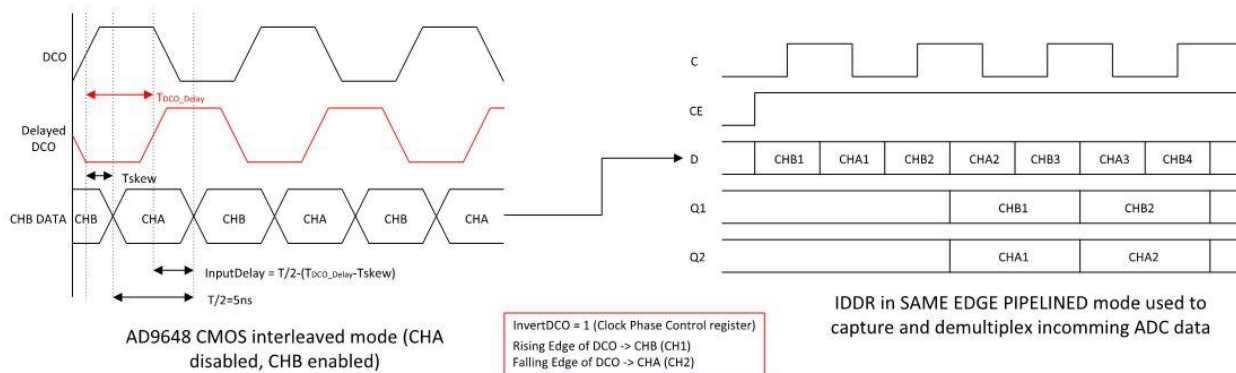 DCO
TDCO_Delay
Delayed
DCO
Tskew
CHB DATA
CHB
CHA
CHB
CHA
CHB
CHA
InputDelay = T/2-(TDCO_Delay-Tskew)
T/2=5ns
AD9648 CMOS interleaved mode (CHA
disabled, CHB enabled)
InvertDCO = 1 (Clock Phase Control register)
Rising Edge of DCO -> CHB (CH1)
Falling Edge of DCO -> CHA (CH2)
C
CE
D
CHB1
CHA1
CHB2
CHA2
CHB3
CHA3
CHB4
Q1
CHB1
CHB2
Q2
CHA1
CHA2
IDDR in SAME EDGE PIPELINED mode used to
capture and demultiplex incomming ADC data